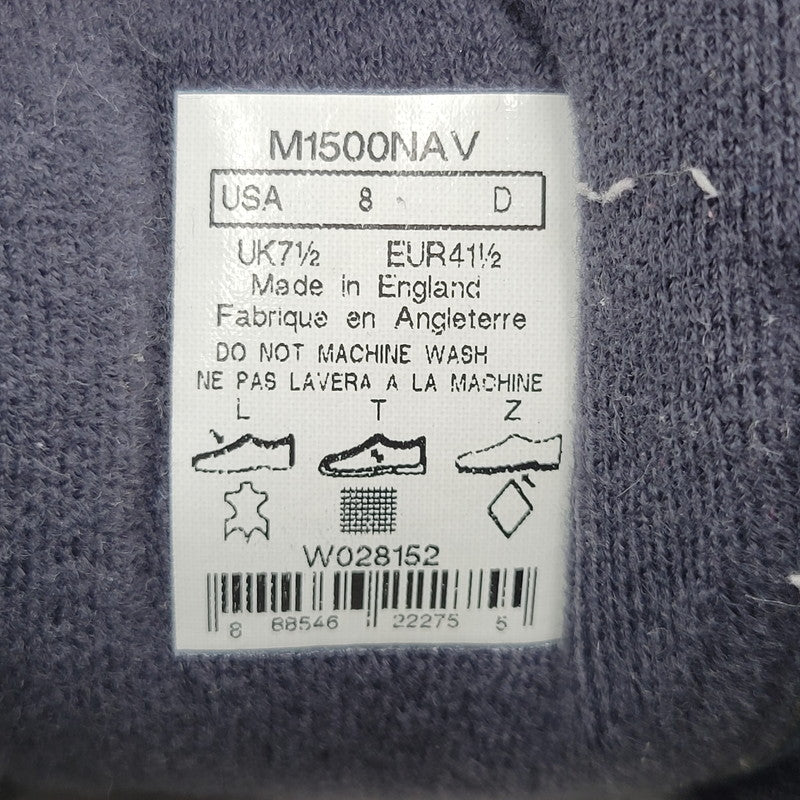 M1500NAV
USA 8 D
UK7½ EUR41½
Made in England
Fabrique en Angleterre
DO NOT MACHINE WASH
NE PAS LAVERA A LA MACHINE
L T Z
W028152
8 88546 22275 5